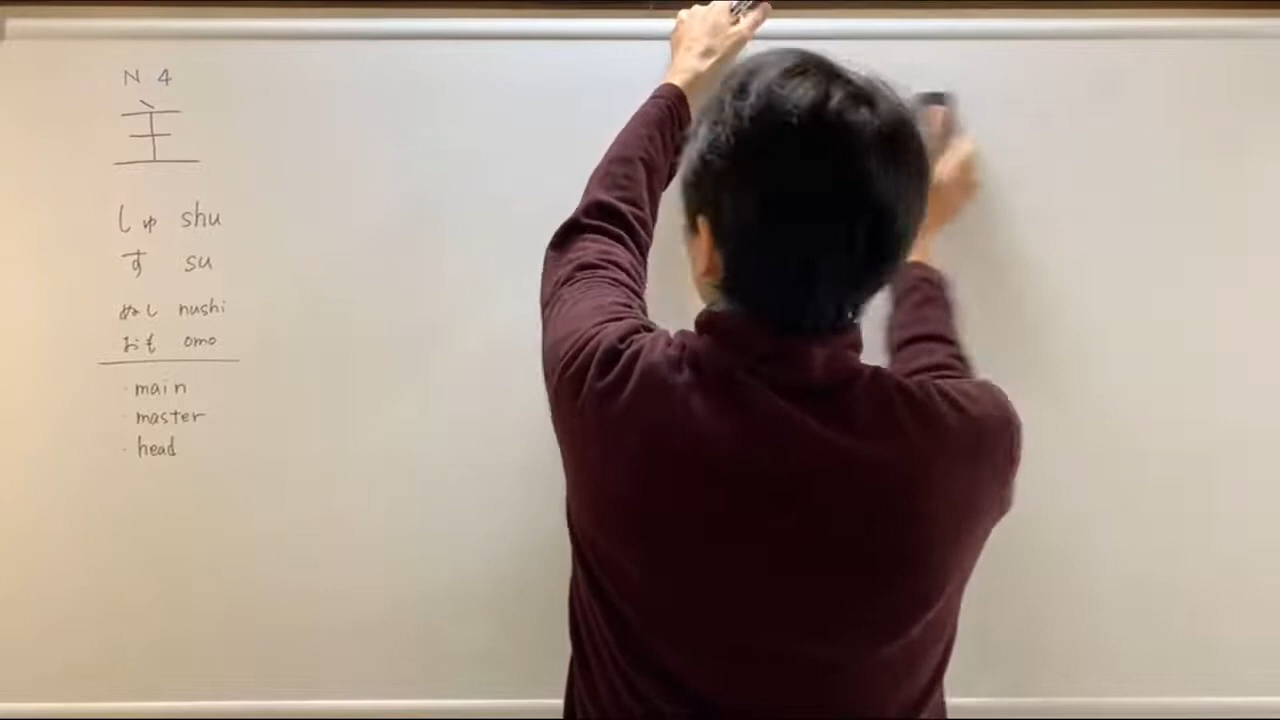 N 4
主
しゅ shu
す su
ぬし nushi
おも omo
・main
・master
・head